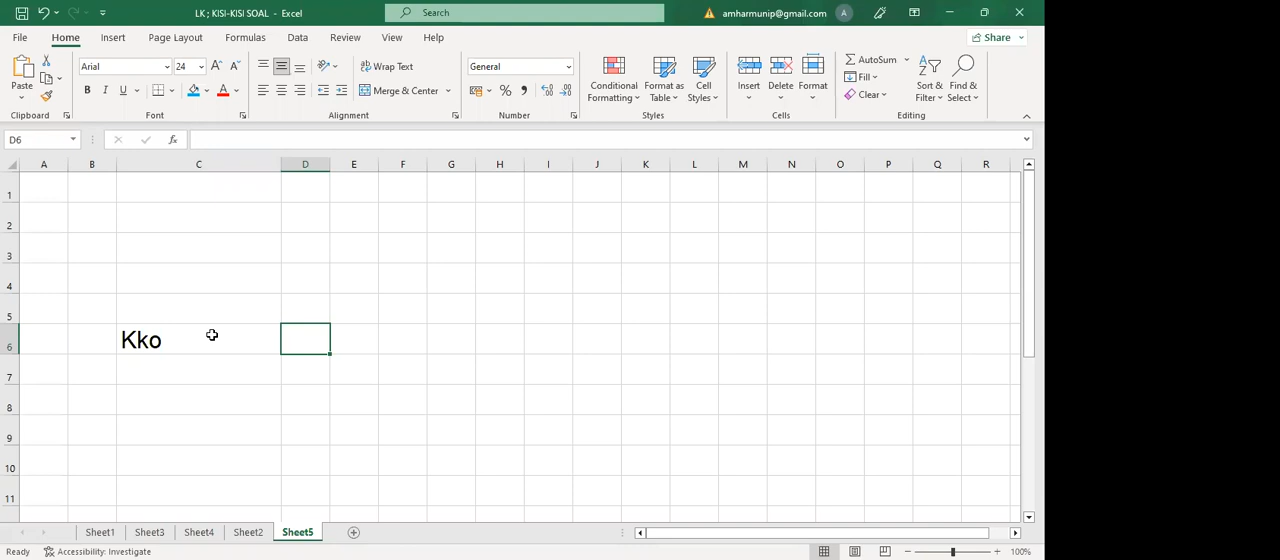 LK ; KISI-KISI SOAL - Excel
Search
amharmunip@gmail.com
A
File Home Insert Page Layout Formulas Data Review View Help
Share
Paste
Clipboard
Arial 24
B I U
Font
Wrap Text
Merge & Center
Alignment
General
Number
Conditional Formatting
Format as Table
Cell Styles
Styles
Insert Delete Format
Cells
AutoSum
Fill
Clear
Sort & Filter
Find & Select
Editing
D6
fx
A B C D E F G H I J K L M N O P Q R
1
2
3
4
5
6 Kko
7
8
9
10
11
Sheet1 Sheet3 Sheet4 Sheet2 Sheet5
Ready Accessibility: Investigate 100%